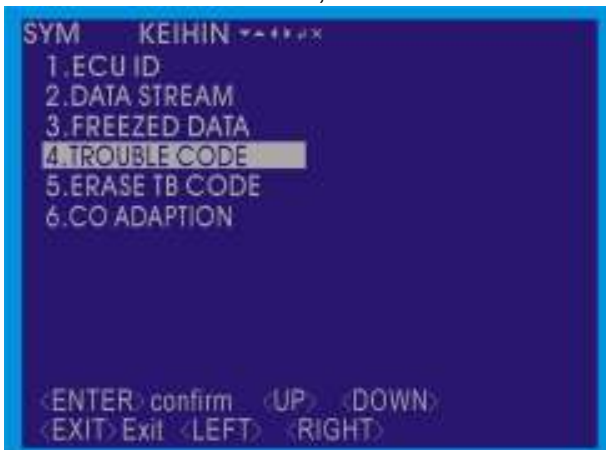 SYM KEIHIN
1.ECU ID
2.DATA STREAM
3.FREEZED DATA
4.TROUBLE CODE
5.ERASE TB CODE
6.CO ADAPTION
<ENTER> confirm <UP> <DOWN>
<EXIT> Exit <LEFT> <RIGHT>